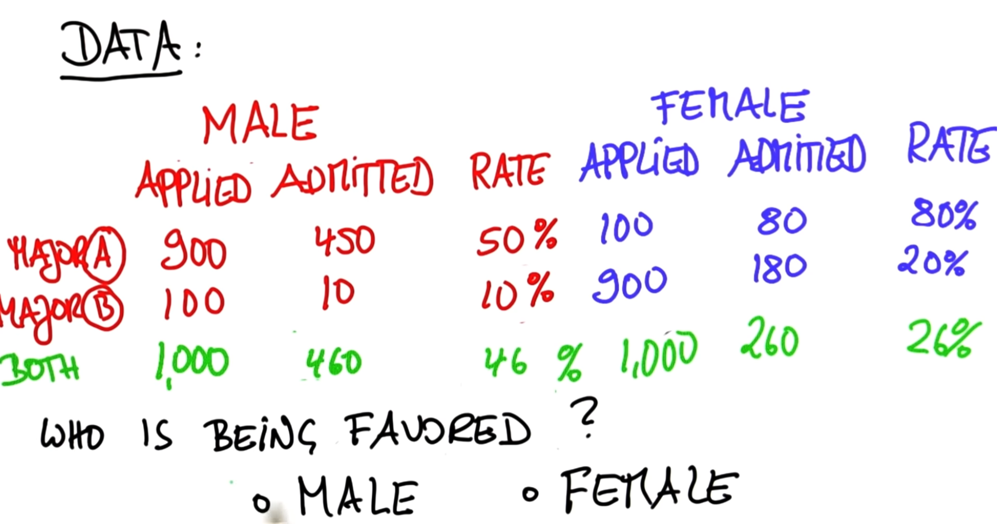 DATA:
MALE FEMALE
APPLIED ADMITTED RATE APPLIED ADMITTED RATE
MAJOR A 900 450 50% 100 80 80%
MAJOR B 100 10 10% 900 180 20%
BOTH 1,000 460 46 % 1,000 260 26%
WHO IS BEING FAVORED ?
MALE FEMALE